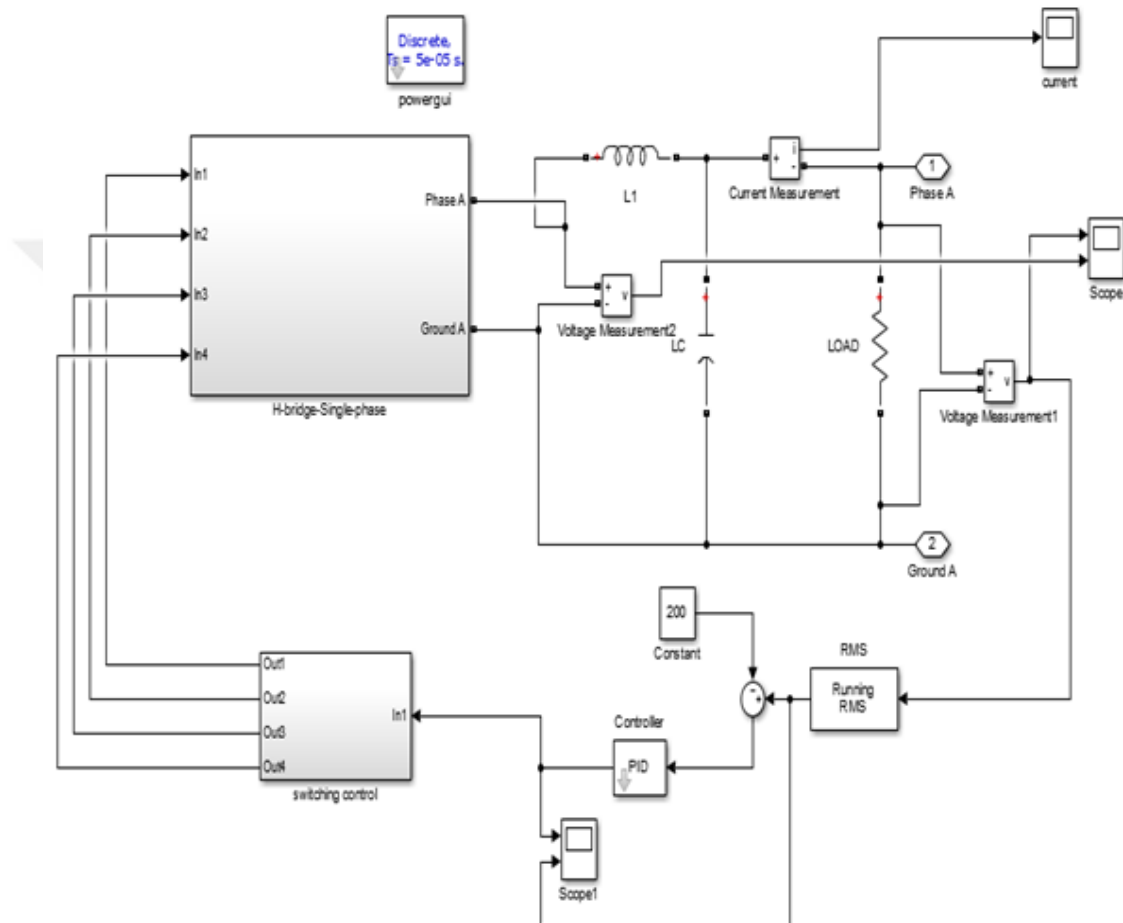 Discrete,
Ts = 5e-05 s.
powergui
current
In1
In2
In3
In4
Phase A
Ground A
H-bridge-Single-phase
L1
i
+
-
Current Measurement
1
Phase A
+
-
v
Voltage Measurement2
LC
LOAD
Scope
+
-
v
Voltage Measurement1
2
Ground A
200
Constant
RMS
Running
RMS
-
+
Controller
PID
Out1
Out2
Out3
Out4
In1
switching control
Scope1